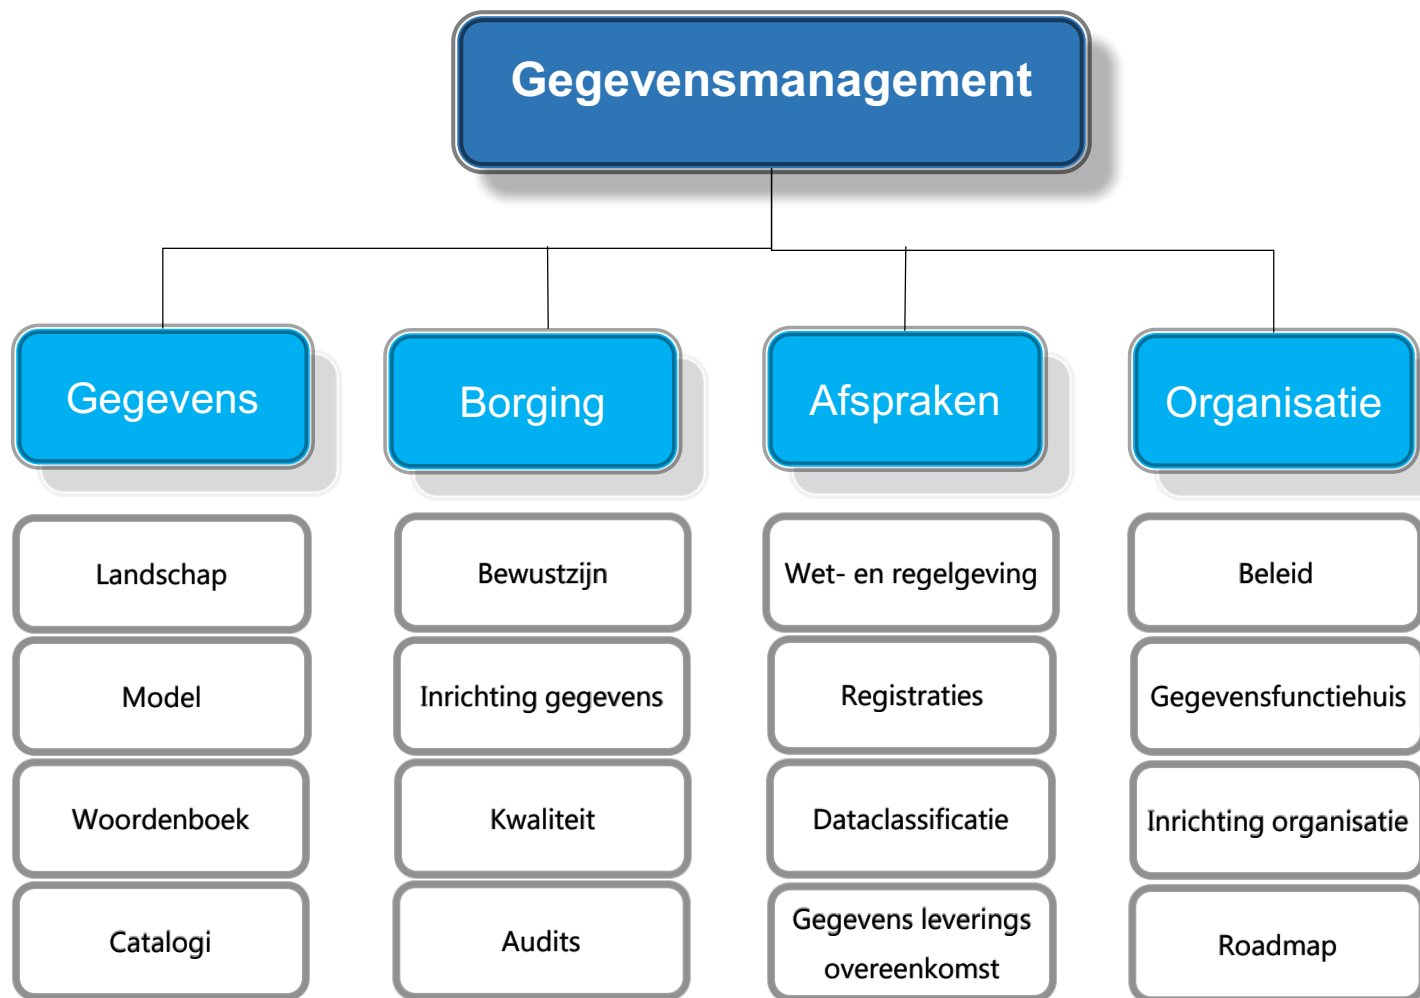 Gegevensmanagement
Gegevens
Borging
Afspraken
Organisatie
Landschap
Bewustzijn
Wet- en regelgeving
Beleid
Model
Inrichting gegevens
Registraties
Gegevensfunctiehuis
Woordenboek
Kwaliteit
Dataclassificatie
Inrichting organisatie
Catalogi
Audits
Gegevens leverings
overeenkomst
Roadmap